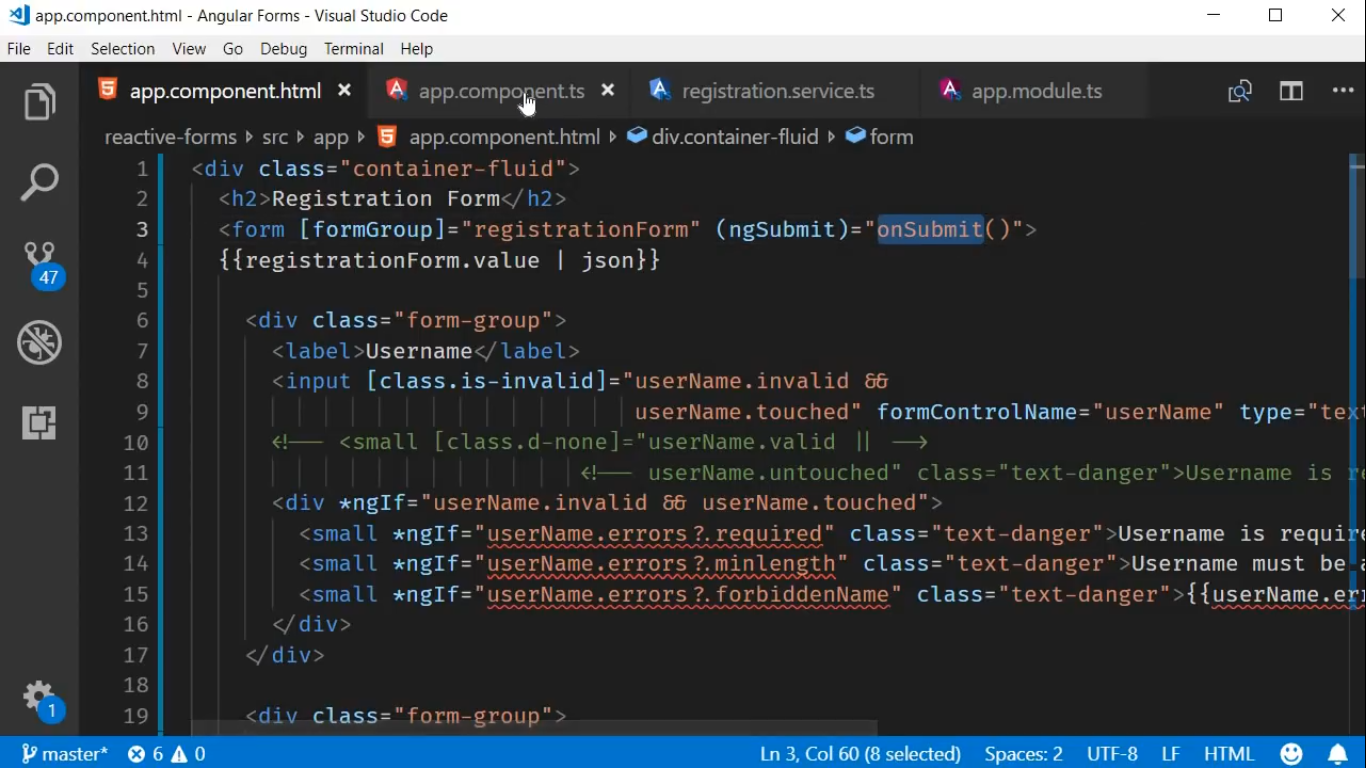 app.component.html - Angular Forms - Visual Studio Code
File Edit Selection View Go Debug Terminal Help
app.component.html app.component.ts registration.service.ts app.module.ts
reactive-forms src app app.component.html div.container-fluid form
1 <div class="container-fluid">
2 <h2>Registration Form</h2>
3 <form [formGroup]="registrationForm" (ngSubmit)="onSubmit()">
4 {{registrationForm.value | json}}
5
6 <div class="form-group">
7 <label>Username</label>
8 <input [class.is-invalid]="userName.invalid &&
9 userName.touched" formControlName="userName" type="tex
10 <!-- <small [class.d-none]="userName.valid || -->
11 <!-- userName.untouched" class="text-danger">Username is re
12 <div *ngIf="userName.invalid && userName.touched">
13 <small *ngIf="userName.errors?.required" class="text-danger">Username is require
14 <small *ngIf="userName.errors?.minlength" class="text-danger">Username must be a
15 <small *ngIf="userName.errors?.forbiddenName" class="text-danger">{{userName.err
16 </div>
17 </div>
18
19 <div class="form-group">
47
1
master* 6 0 Ln 3, Col 60 (8 selected) Spaces: 2 UTF-8 LF HTML